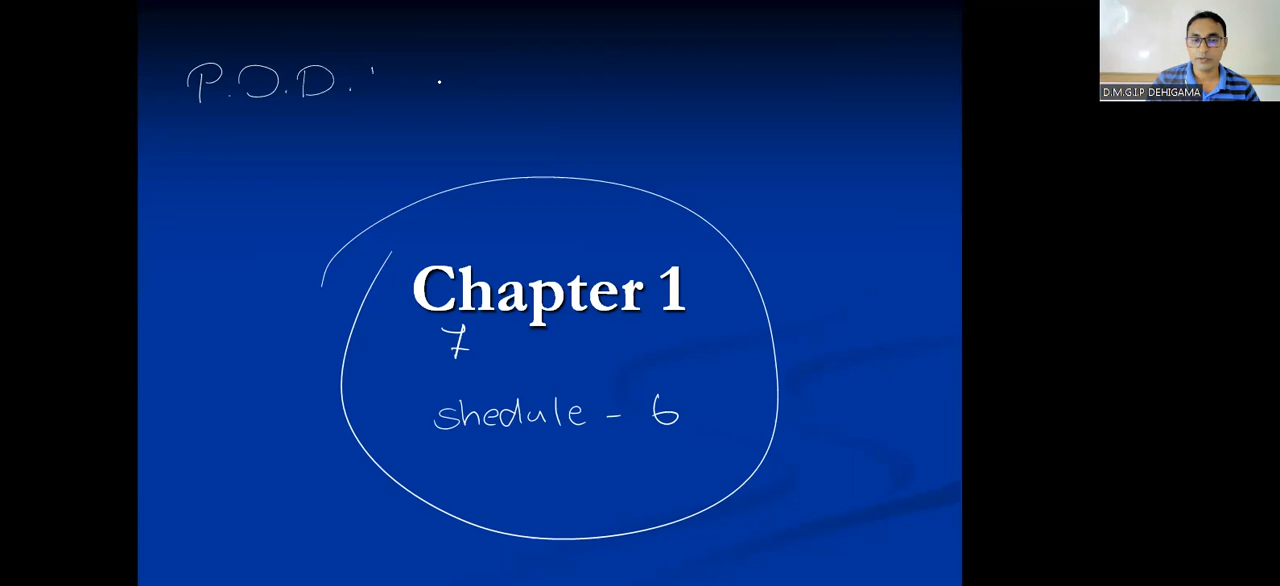 P.O.D.'
D.M.G.I.P DEHIGAMA
Chapter 1
7
shedule - 6